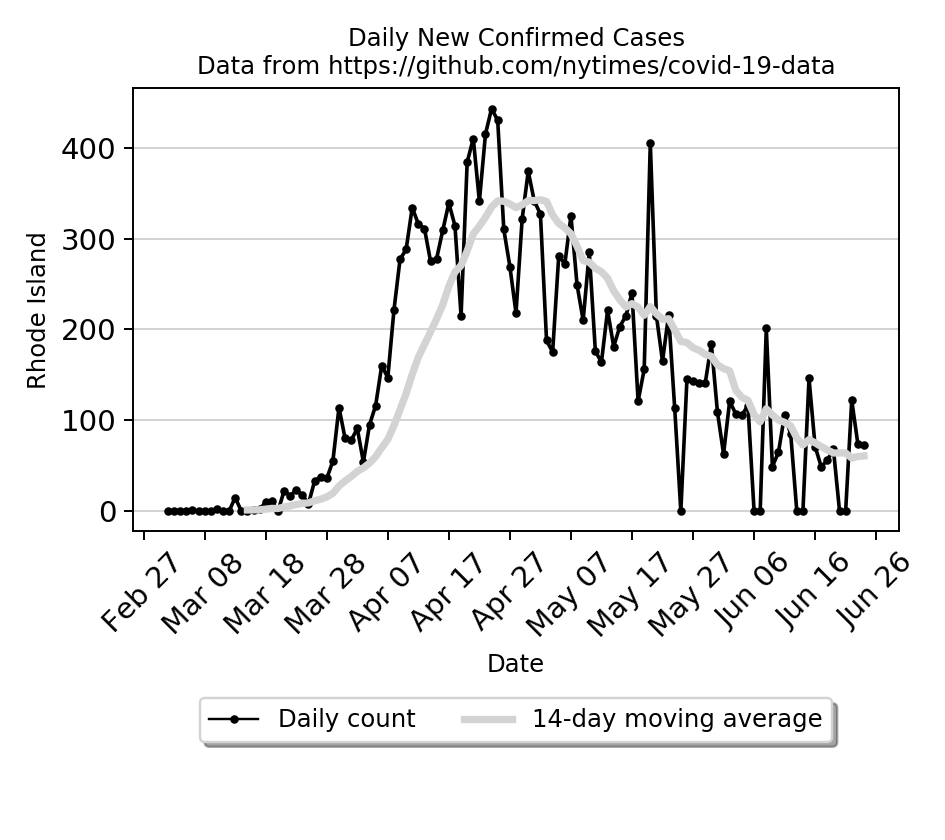 Daily New Confirmed Cases
Data from https://github.com/nytimes/covid-19-data
Rhode Island
400
300
200
100
0
Feb 27
Mar 08
Mar 18
Mar 28
Apr 07
Apr 17
Apr 27
May 07
May 17
May 27
Jun 06
Jun 16
Jun 26
Date
Daily count
14-day moving average